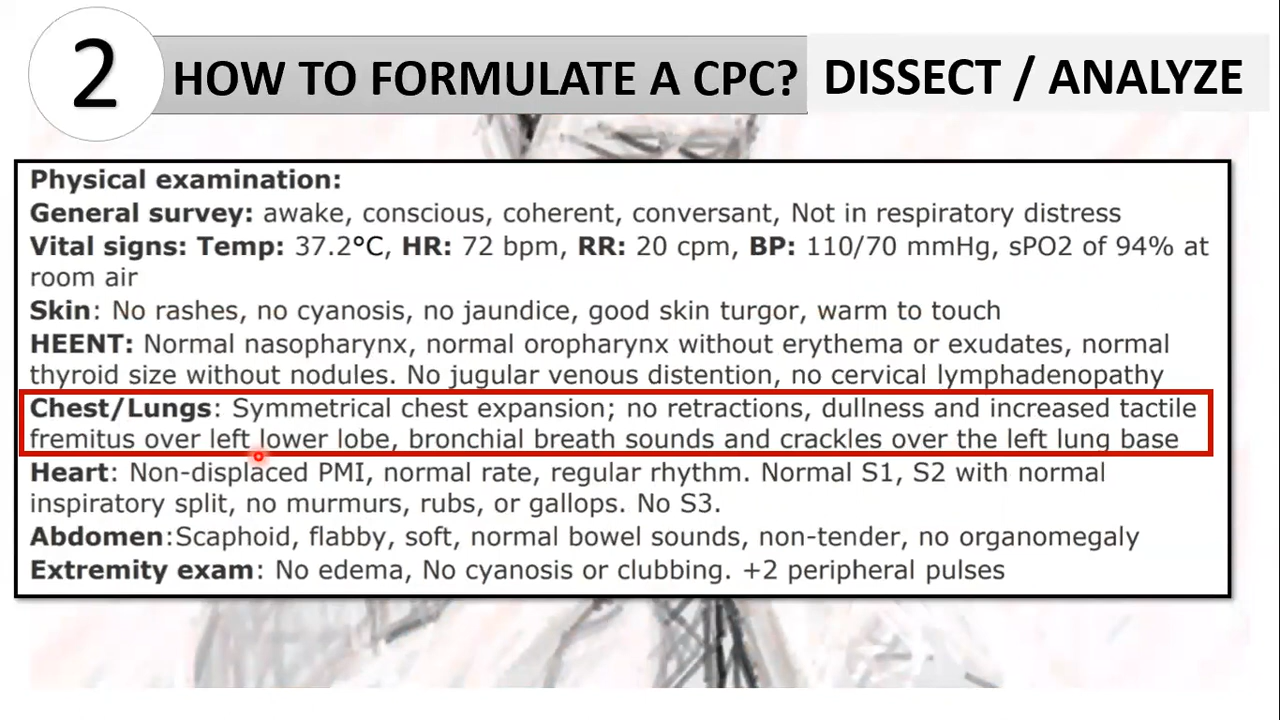 2
HOW TO FORMULATE A CPC? DISSECT / ANALYZE
Physical examination:
General survey: awake, conscious, coherent, conversant, Not in respiratory distress
Vital signs: Temp: 37.2°C, HR: 72 bpm, RR: 20 cpm, BP: 110/70 mmHg, sPO2 of 94% at
room air
Skin: No rashes, no cyanosis, no jaundice, good skin turgor, warm to touch
HEENT: Normal nasopharynx, normal oropharynx without erythema or exudates, normal
thyroid size without nodules. No jugular venous distention, no cervical lymphadenopathy
Chest/Lungs: Symmetrical chest expansion; no retractions, dullness and increased tactile
fremitus over left lower lobe, bronchial breath sounds and crackles over the left lung base
Heart: Non-displaced PMI, normal rate, regular rhythm. Normal S1, S2 with normal
inspiratory split, no murmurs, rubs, or gallops. No S3.
Abdomen:Scaphoid, flabby, soft, normal bowel sounds, non-tender, no organomegaly
Extremity exam: No edema, No cyanosis or clubbing. +2 peripheral pulses